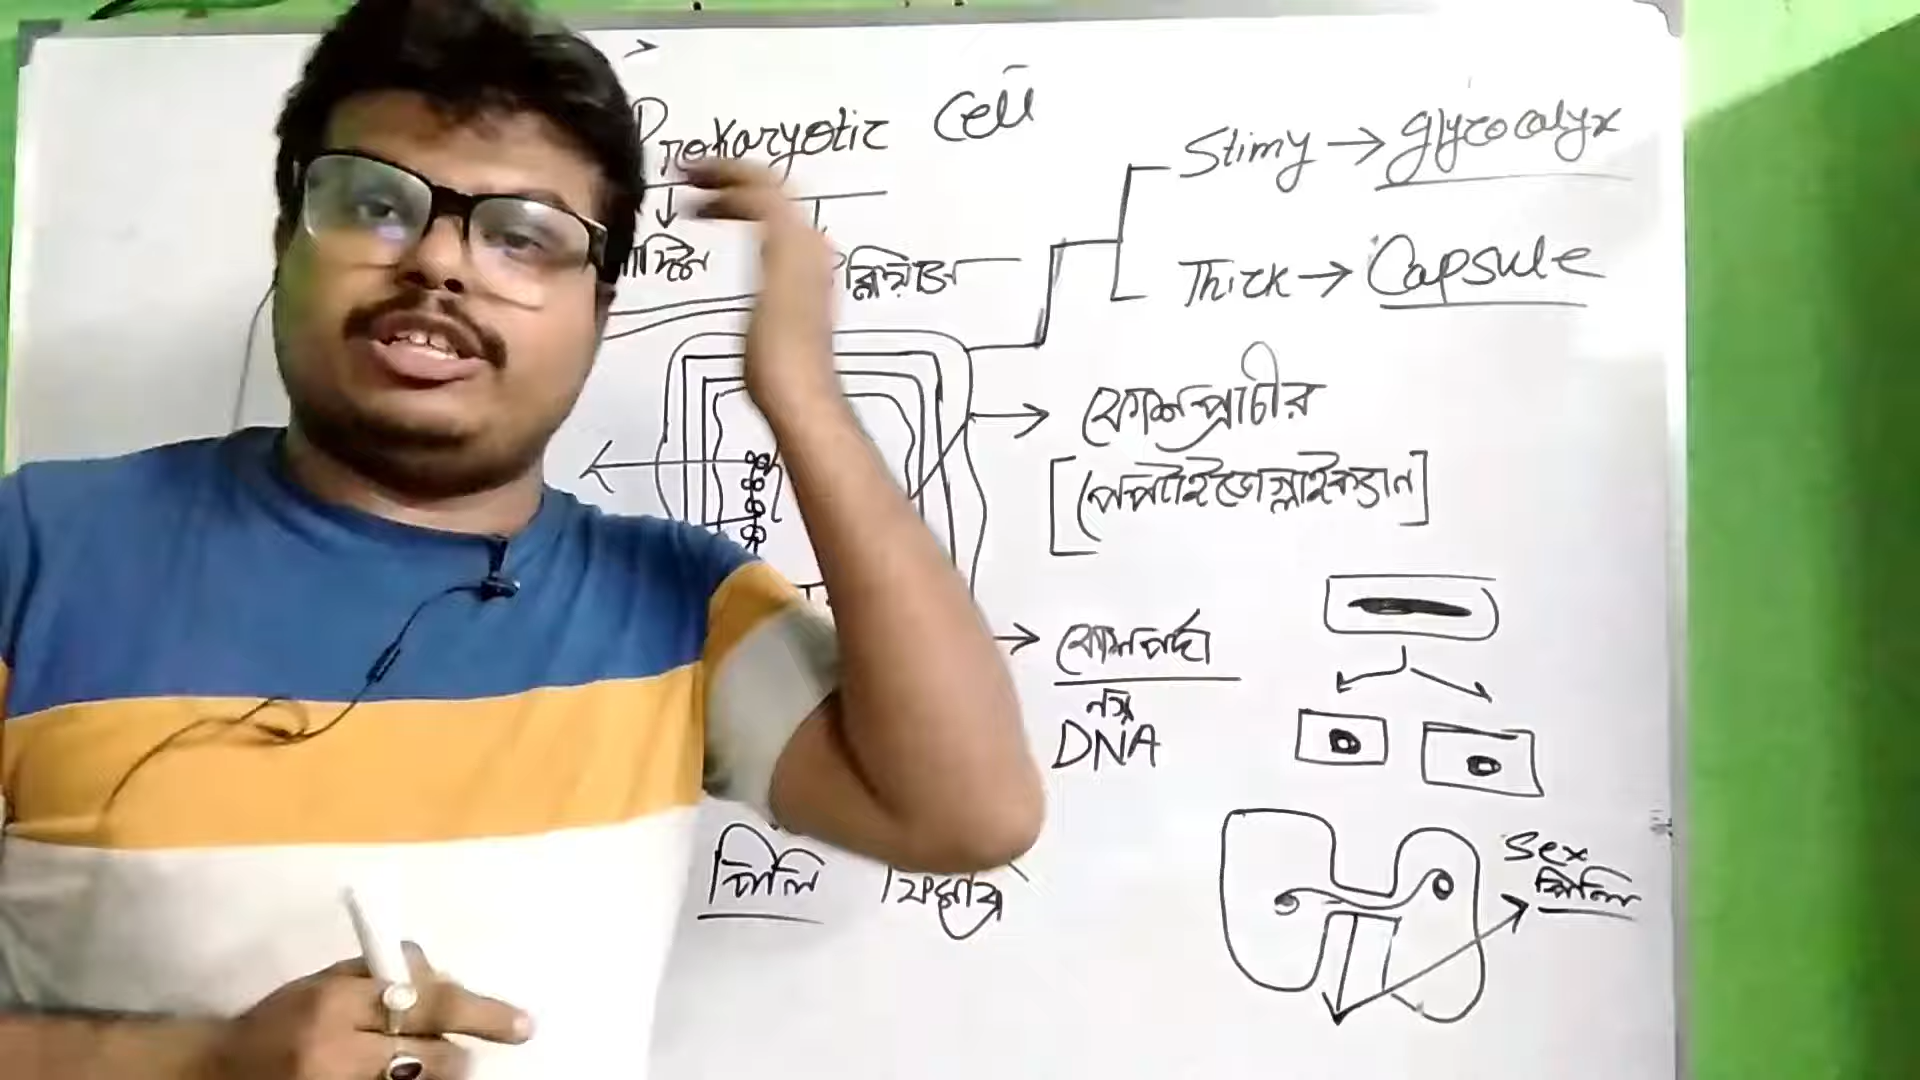 Prokaryotic Cell
Slimy → glycocalyx
Thick → Capsule
কোশপ্রাচীর
[পেপটাইডোগ্লাইক্যান]
কোশপর্দা
নগ্ন
DNA
Sex
পিলি
পিলি